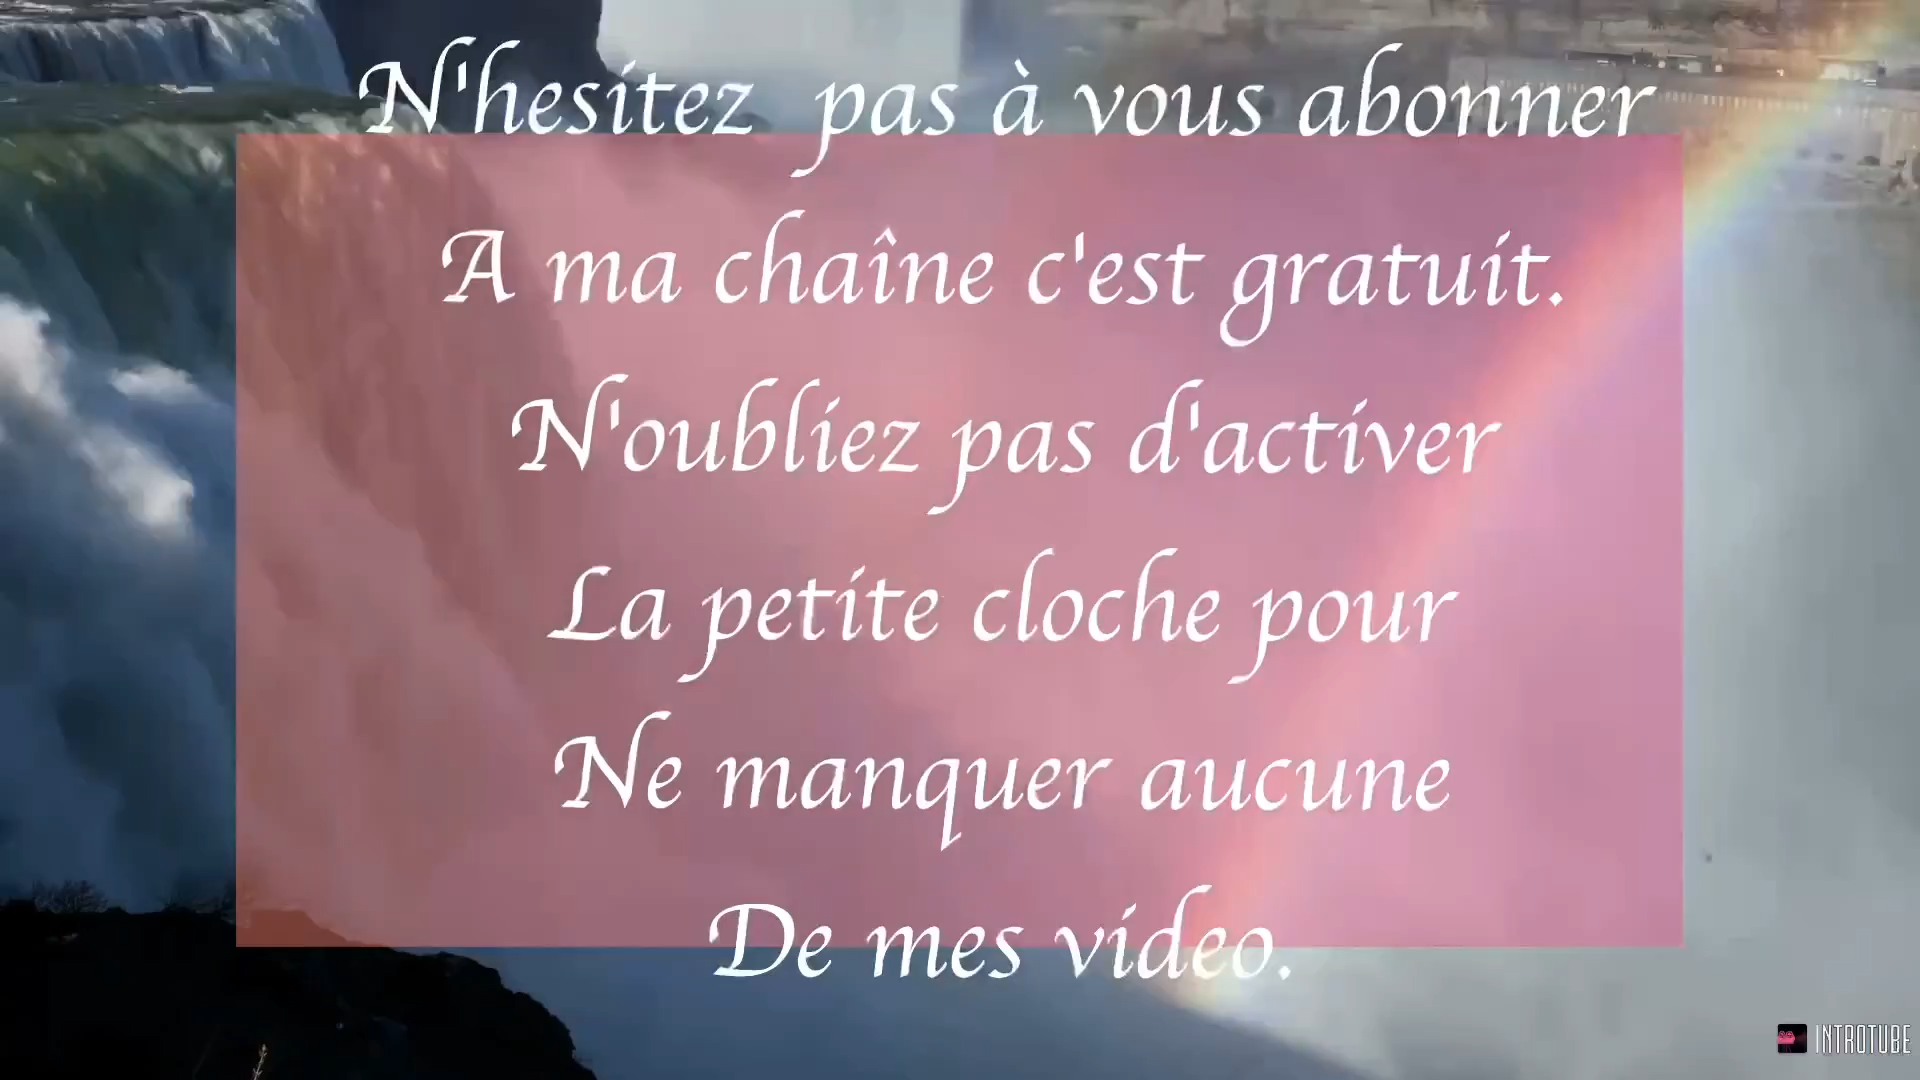 N'hesitez pas à vous abonner
A ma chaîne c'est gratuit.
N'oubliez pas d'activer
La petite cloche pour
Ne manquer aucune
De mes video.
INTROTUBE